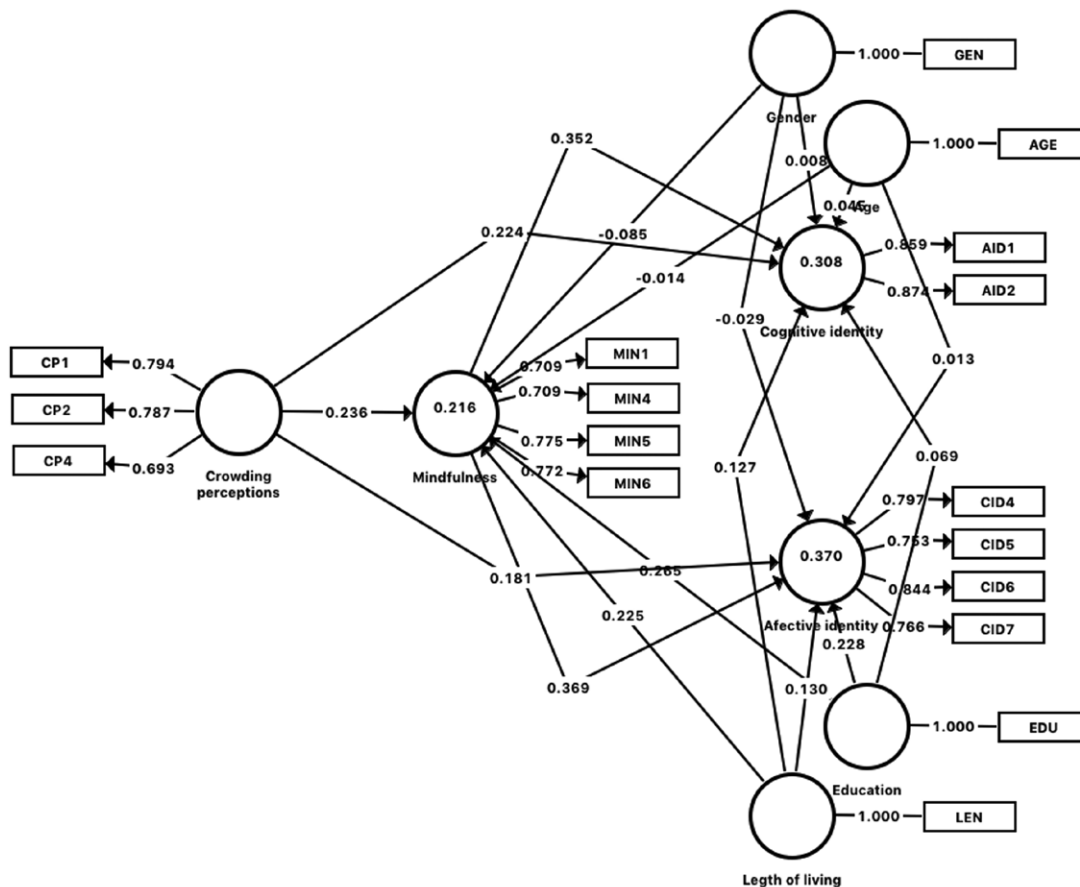 1.000
GEN
Gender
1.000
AGE
0.352
0.008
0.045
Age
0.224
-0.085
0.859
AID1
0.308
0.874
AID2
-0.014
-0.029
Cognitive identity
0.013
CP1
0.794
0.709
MIN1
0.709
MIN4
CP2
0.787
0.236
0.216
0.775
MIN5
CP4
0.693
0.772
MIN6
Crowding
perceptions
Mindfulness
0.127
0.069
0.797
CID4
0.753
CID5
0.370
0.181
0.265
0.844
CID6
0.225
Afective identity
0.766
CID7
0.228
0.369
0.130
1.000
EDU
Education
1.000
LEN
Legth of living